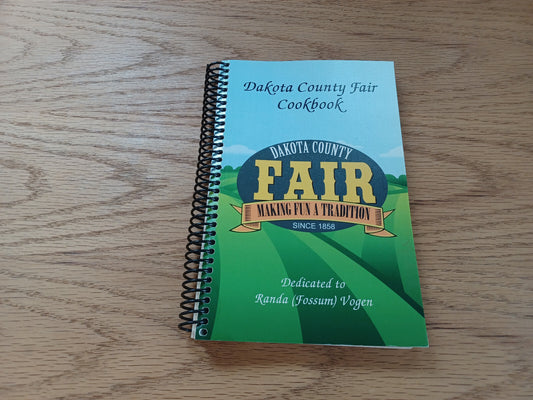 Dakota County Fair
Cookbook
DAKOTA COUNTY
FAIR
MAKING FUN A TRADITION
SINCE 1858
Dedicated to
Randa (Fossum) Vogen